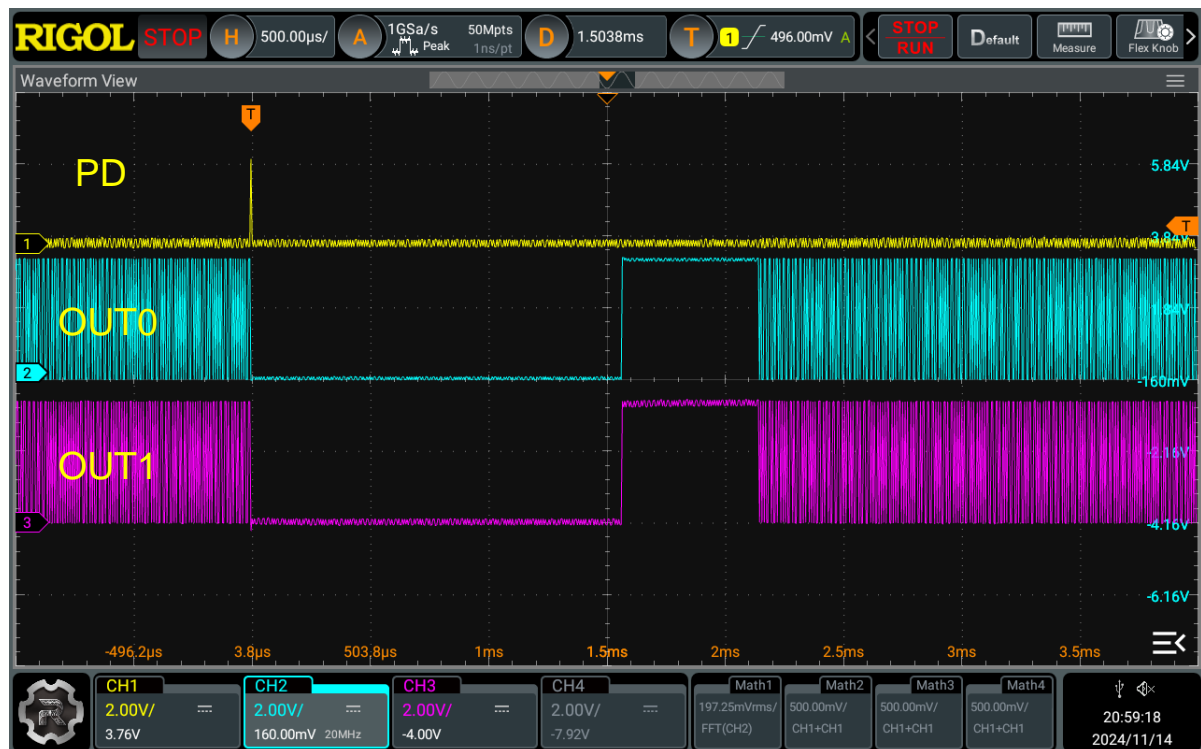 RIGOL STOP H 500.00μs/ A 1GSa/s 50Mpts D 1.5038ms T 1 496.00mV A < STOP Default Measure Flex Knob >
Peak 1ns/pt RUN
Waveform View
T
PD
5.84V
T
1
3.84V
OUT0
1.84V
2
-160mV
OUT1
-2.16V
3
-4.16V
-6.16V
-496.2μs 3.8μs 503.8μs 1ms 1.5ms 2ms 2.5ms 3ms 3.5ms
CH1 CH2 CH3 CH4 Math1 Math2 Math3 Math4
2.00V/ 2.00V/ 2.00V/ 2.00V/ 197.25mVrms/ 500.00mV/ 500.00mV/ 500.00mV/
3.76V 160.00mV 20MHz -4.00V -7.92V FFT(CH2) CH1+CH1 CH1+CH1 CH1+CH1
R
20:59:18
2024/11/14